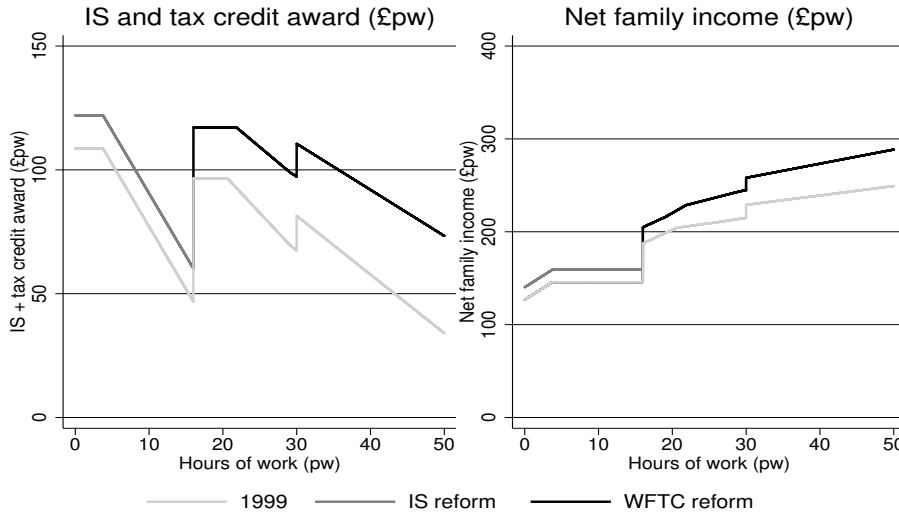 IS and tax credit award (£pw)
Net family income (£pw)
IS + tax credit award (£pw)
0
50
100
150
0
10
20
30
40
50
Hours of work (pw)
Net family income (£pw)
0
100
200
300
400
0
10
20
30
40
50
Hours of work (pw)
1999
IS reform
WFTC reform